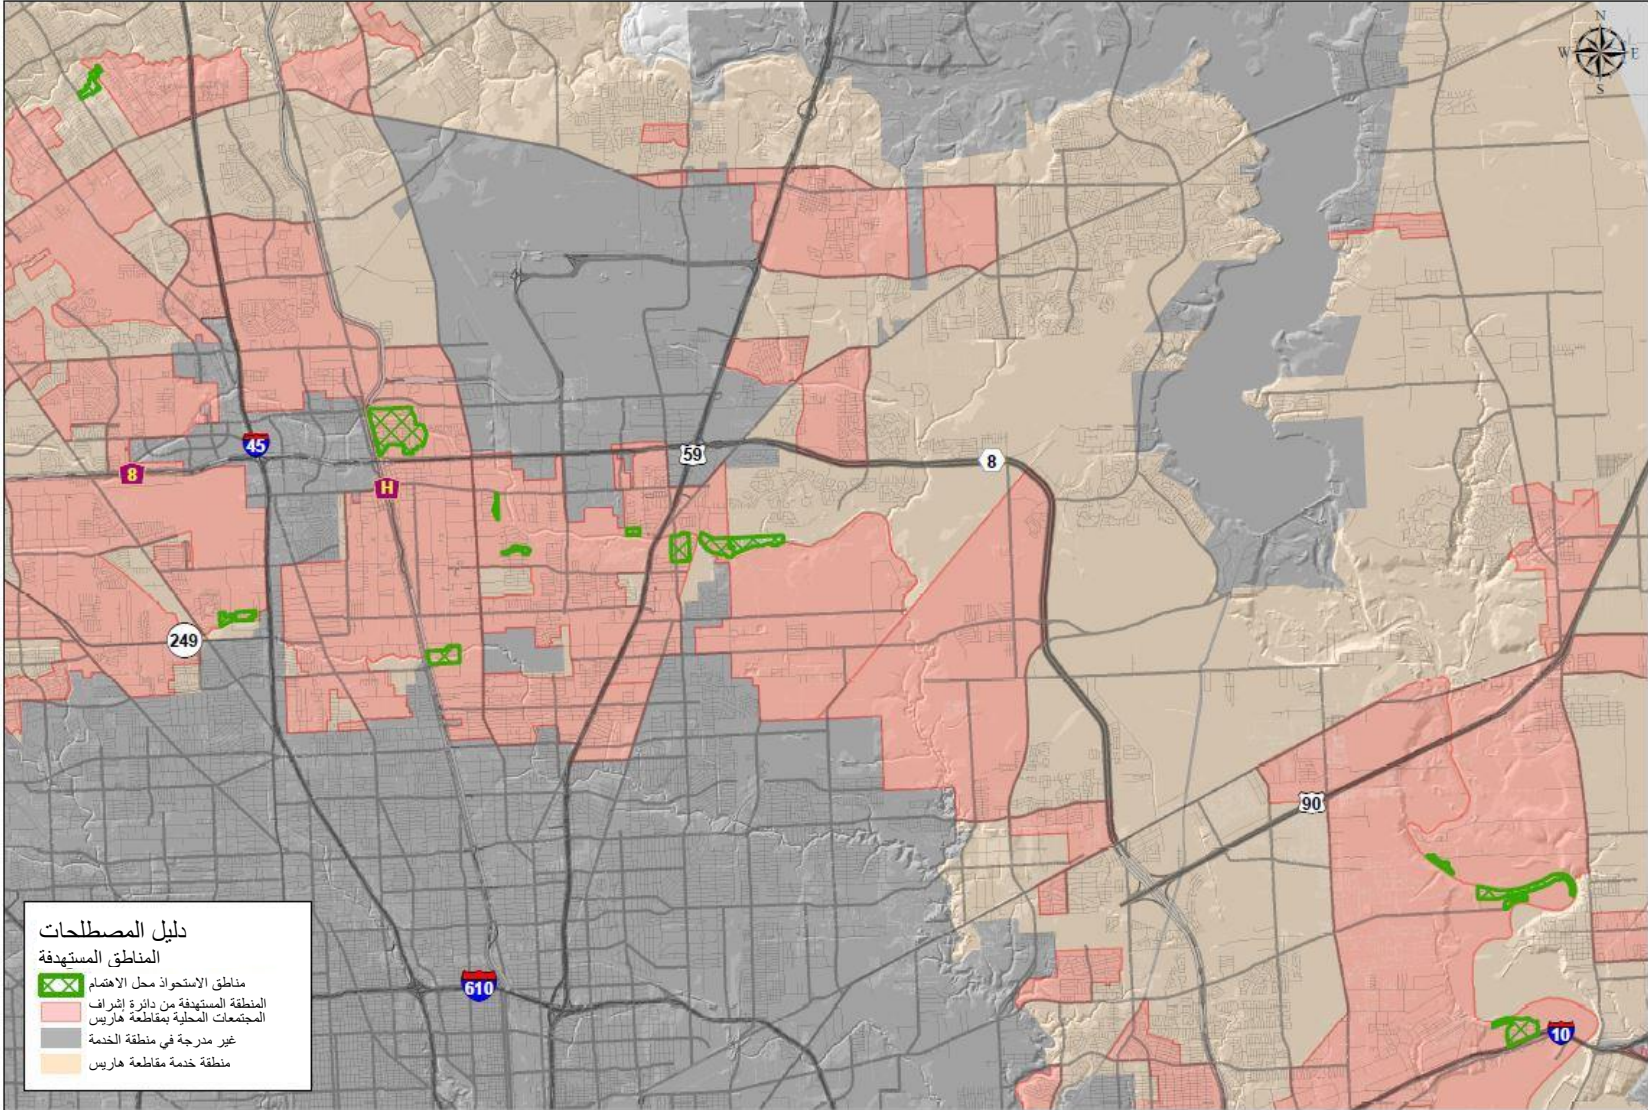 N
W E
S
45
8
H
59
8
249
90
610
10
دليل المصطلحات
المناطق المستهدفة
مناطق الاستحواذ محل الاهتمام
المنطقة المستهدفة من دائرة إشراف
المجتمعات المحلية بمقاطعة هاريس
غير مدرجة في منطقة الخدمة
منطقة خدمة مقاطعة هاريس